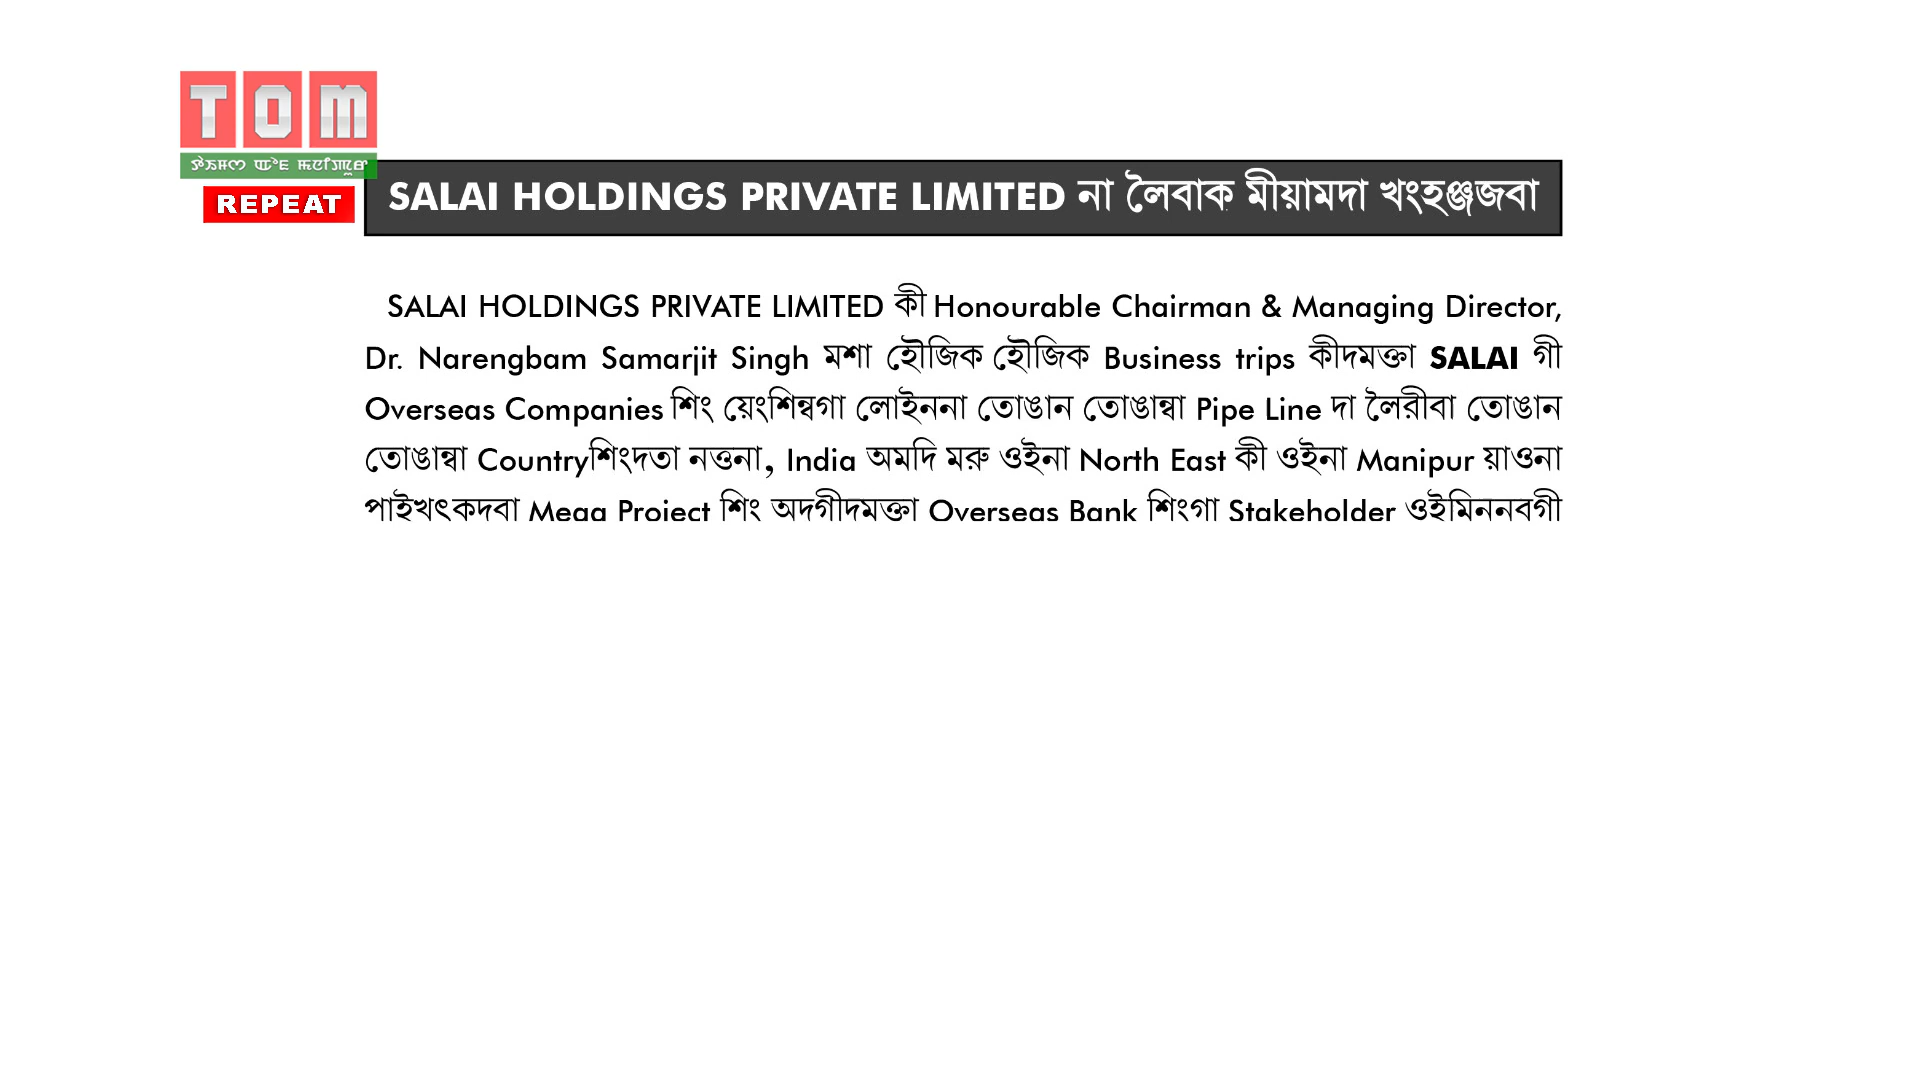 TOM
REPEAT
SALAI HOLDINGS PRIVATE LIMITED না লৈবাক মীয়ামদা খংহঞ্জজবা
SALAI HOLDINGS PRIVATE LIMITED কী Honourable Chairman & Managing Director,
Dr. Narengbam Samarjit Singh মশা হৌজিক হৌজিক Business trips কীদমক্তা SALAI গী
Overseas Companies শিং য়েংশিন্বগা লোইননা তোঙান তোঙান্বা Pipe Line দা লৈরীবা তোঙান
তোঙান্বা Countryশিংদতা নত্তনা, India অমদি মরু ওইনা North East কী ওইনা Manipur য়াওনা
পাইখৎকদবা Mega Project শিং অদগীদমক্তা Overseas Bank শিংগা Stakeholder ওইমিননবগী